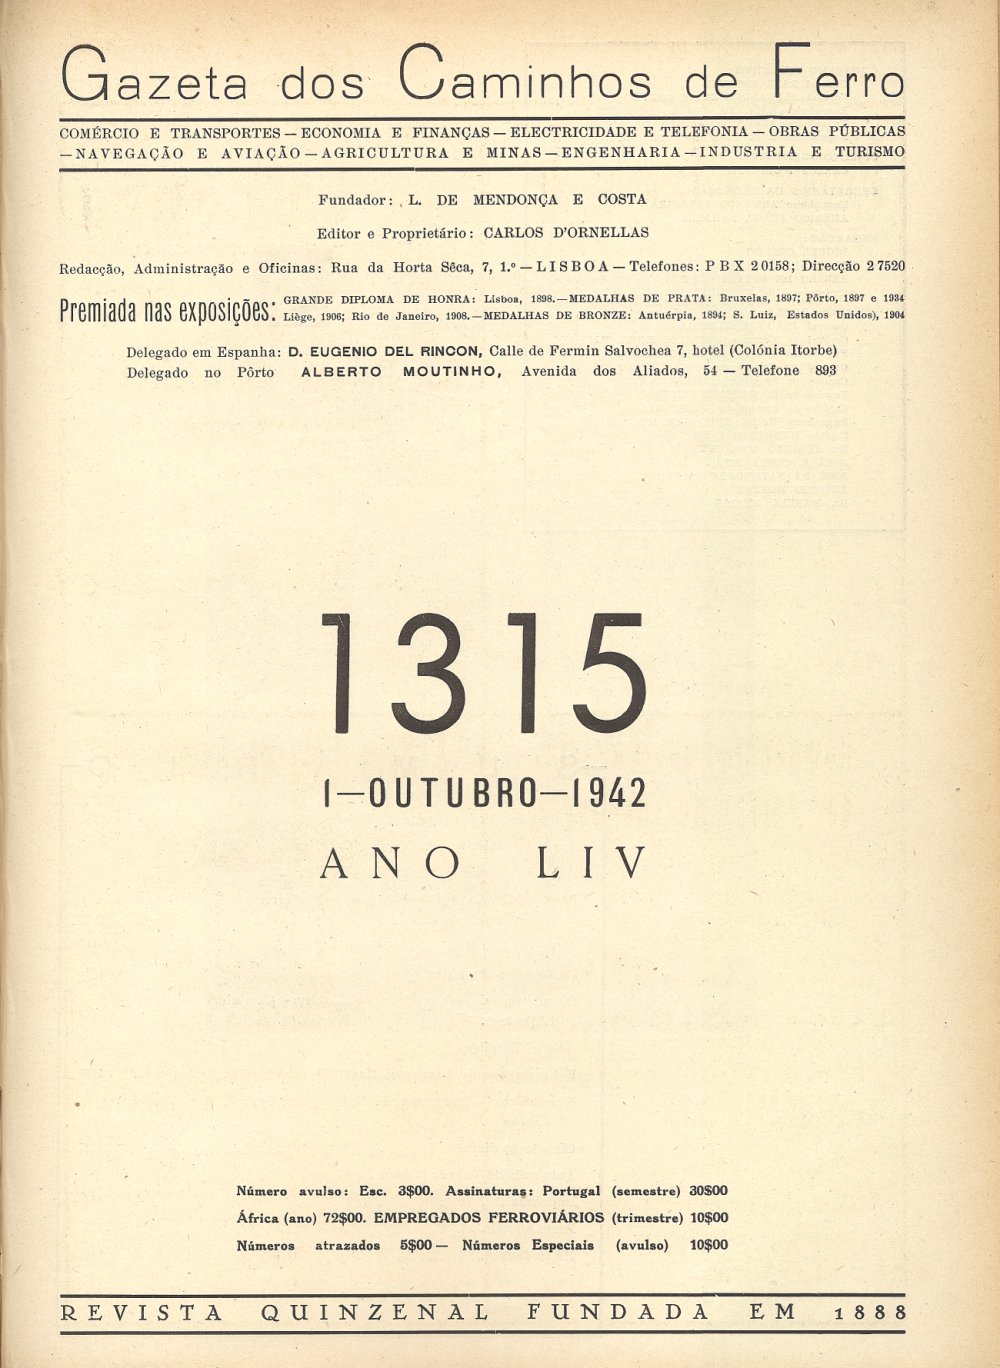 Gazeta dos Caminhos de Ferro
COMÉRCIO E TRANSPORTES — ECONOMIA E FINANÇAS — ELECTRICIDADE E TELEFONIA — OBRAS PÚBLICAS
— NAVEGAÇÃO E AVIAÇÃO — AGRICULTURA E MINAS — ENGENHARIA — INDUSTRIA E TURISMO
Fundador: L. DE MENDONÇA E COSTA
Editor e Proprietário: CARLOS D'ORNELLAS
Redacção, Administração e Oficinas: Rua da Horta Sêca, 7, 1.º — LISBOA — Telefones: P B X 2 0158; Direcção 2 7520
Premiada nas exposições: GRANDE DIPLOMA DE HONRA: Lisboa, 1898. — MEDALHAS DE PRATA: Bruxelas, 1897; Pôrto, 1897 e 1934
Liège, 1906; Rio de Janeiro, 1908. — MEDALHAS DE BRONZE: Antuérpia, 1894; S. Luiz, Estados Unidos), 1904
Delegado em Espanha: D. EUGENIO DEL RINCON, Calle de Fermin Salvochea 7, hotel (Colónia Itorbe)
Delegado no Pôrto ALBERTO MOUTINHO, Avenida dos Aliados, 54 — Telefone 893
1315
1—OUTUBRO—1942
ANO LIV
Número avulso: Esc. 3$00. Assinaturas: Portugal (semestre) 30$00
África (ano) 72$00. EMPREGADOS FERROVIÁRIOS (trimestre) 10$00
Números atrazados 5$00 — Números Especiais (avulso) 10$00
REVISTA QUINZENAL FUNDADA EM 1888